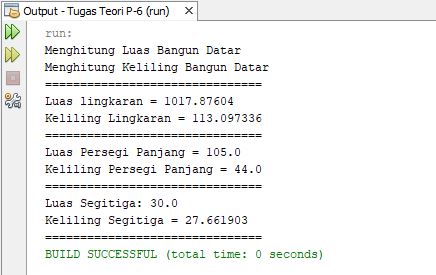 Output - Tugas Teori P-6 (run)
run:
Menghitung Luas Bangun Datar
Menghitung Keliling Bangun Datar
===============================
Luas lingkaran = 1017.87604
Keliling Lingkaran = 113.097336
===============================
Luas Persegi Panjang = 105.0
Keliling Persegi Panjang = 44.0
===============================
Luas Segitiga: 30.0
Keliling Segitiga = 27.661903
===============================
BUILD SUCCESSFUL (total time: 0 seconds)